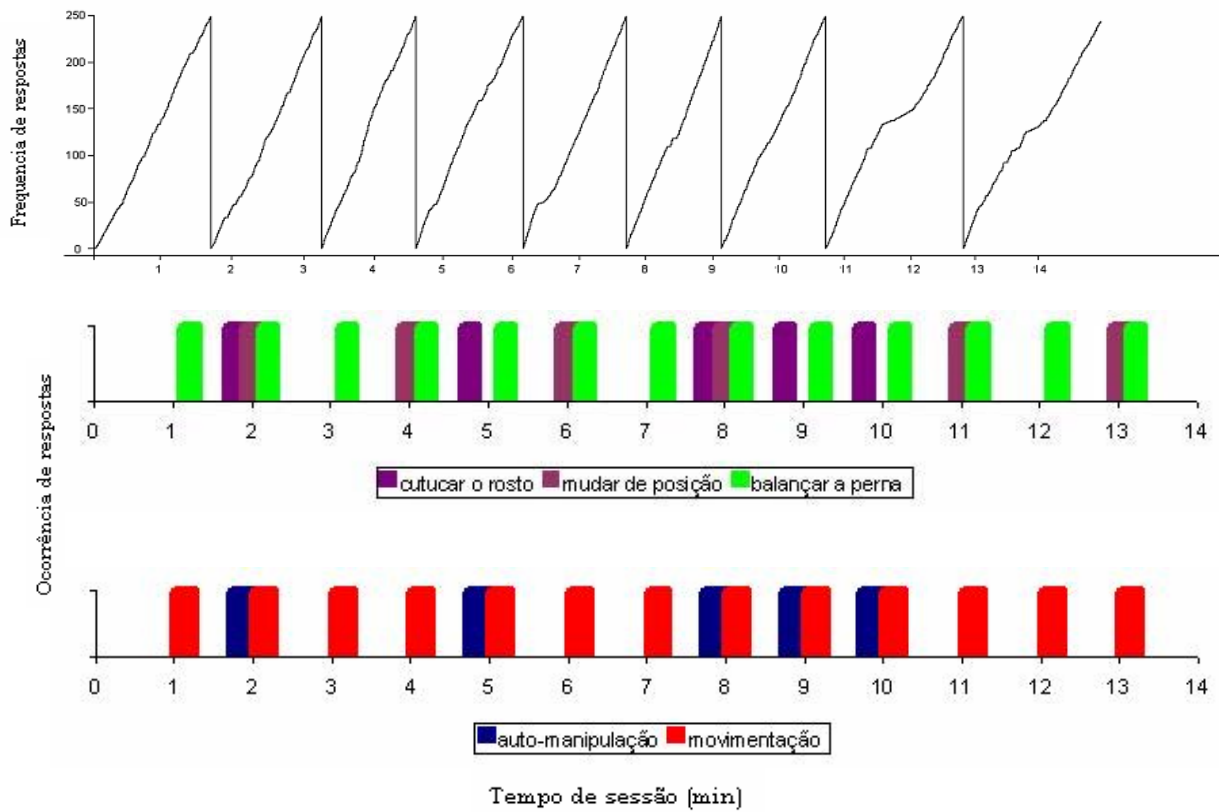 Frequencia de respostas
250
200
150
100
50
0
1 2 3 4 5 6 7 8 9 10 11 12 13 14
Ocorrência de respostas
0 1 2 3 4 5 6 7 8 9 10 11 12 13 14
cutucar o rosto mudar de posição balançar a perna
0 1 2 3 4 5 6 7 8 9 10 11 12 13 14
auto-manipulação movimentação
Tempo de sessão (min)